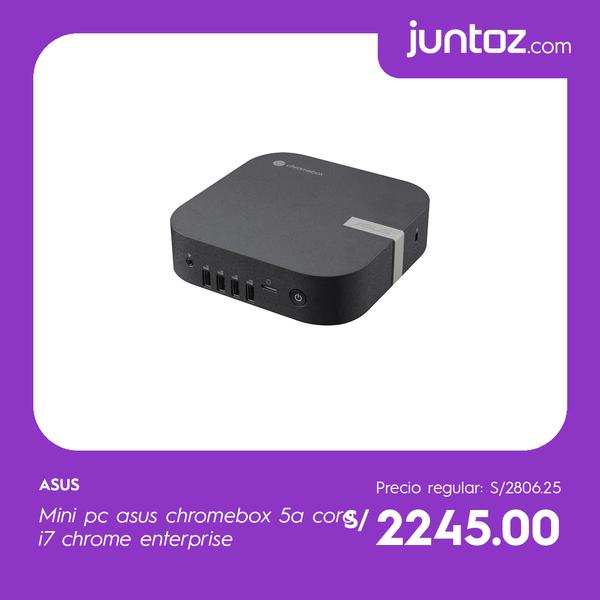 juntoz.com
chromebox
ASUS
ASUS
Precio regular: S/2806.25
Mini pc asus chromebox 5a core
i7 chrome enterprise
S/ 2245.00